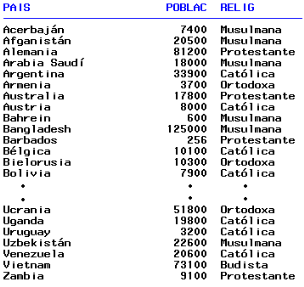 PAIS POBLAC RELIG
Acerbaján 7400 Musulmana
Afganistán 20500 Musulmana
Alemania 81200 Protestante
Arabia Saudí 18000 Musulmana
Argentina 33900 Católica
Armenia 3700 Ortodoxa
Australia 17800 Protestante
Austria 8000 Católica
Bahrein 600 Musulmana
Bangladesh 125000 Musulmana
Barbados 256 Protestante
Bélgica 10100 Católica
Bielorusia 10300 Ortodoxa
Bolivia 7900 Católica
Ucrania 51800 Ortodoxa
Uganda 19800 Católica
Uruguay 3200 Católica
Uzbekistán 22600 Musulmana
Venezuela 20600 Católica
Vietnam 73100 Budista
Zambia 9100 Protestante